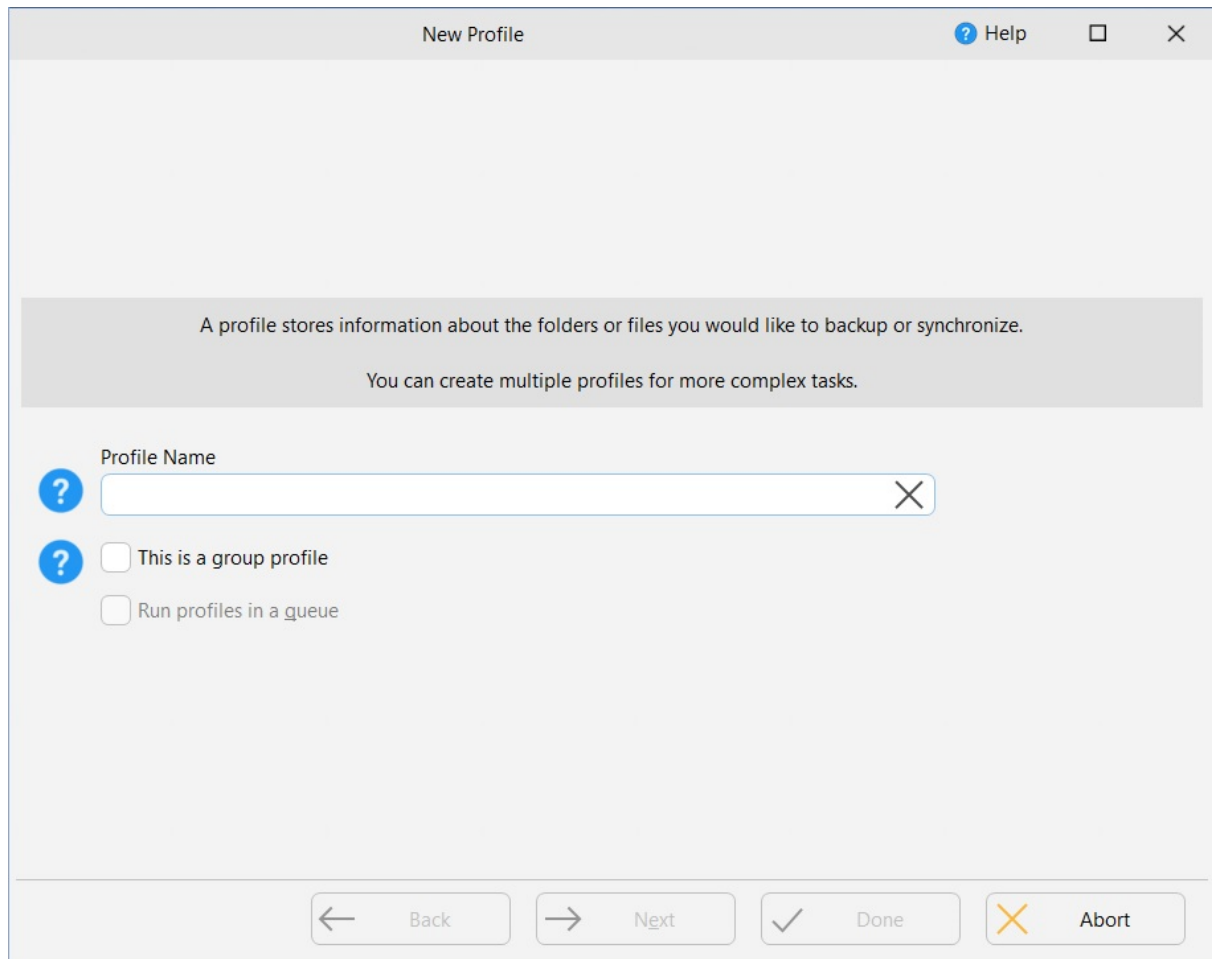 New Profile
Help
A profile stores information about the folders or files you would like to backup or synchronize.
You can create multiple profiles for more complex tasks.
Profile Name
This is a group profile
Run profiles in a queue
Back
Next
Done
Abort